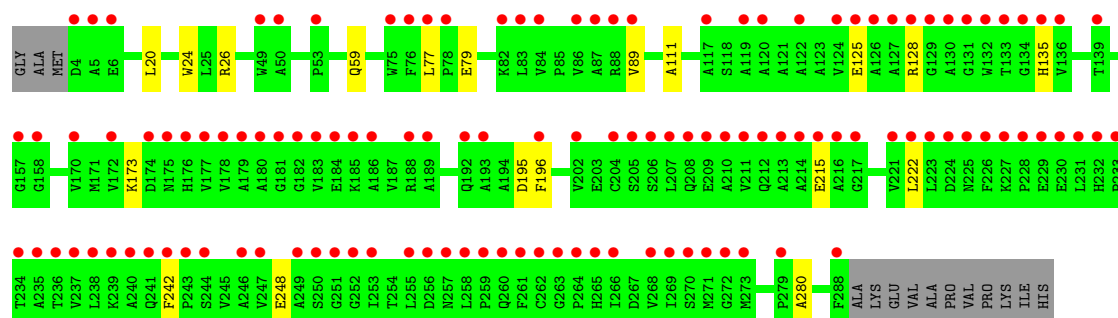 GLY ALA MET D4 A5 E6 L20 W24 L25 R26 W49 A50 P53 Q59 W75 F76 L77 P78 E79 K82 L83 V84 P85 V86 A87 R88 V89 A111 A117 S118 A119 A120 A121 A122 A123 V124 E125 A126 A127 R128 G129 A130 G131 W132 T133 G134 H135 V136 T139
G157 G158 V170 M171 V172 K173 D174 N175 H176 V177 V178 A179 A180 G181 G182 V183 E184 K185 A186 V187 R188 A189 Q192 A193 A194 D195 F196 V202 E203 C204 S205 S206 L207 Q208 E209 A210 V211 Q212 A213 A214 E215 A216 G217 V221 L222 L223 D224 N225 F226 K227 P228 E229 E230 L231 H232 P233
T234 A235 T236 V237 L238 K239 A240 Q241 F242 P243 S244 V245 A246 V247 E248 A249 S250 G251 G252 I253 T254 L255 D256 N257 L258 P259 Q260 F261 C262 G263 P264 H265 I266 D267 V268 I269 S270 M271 G272 M273 P279 A280 F288 ALA LYS GLU VAL ALA PRO VAL PRO LYS ILE HIS